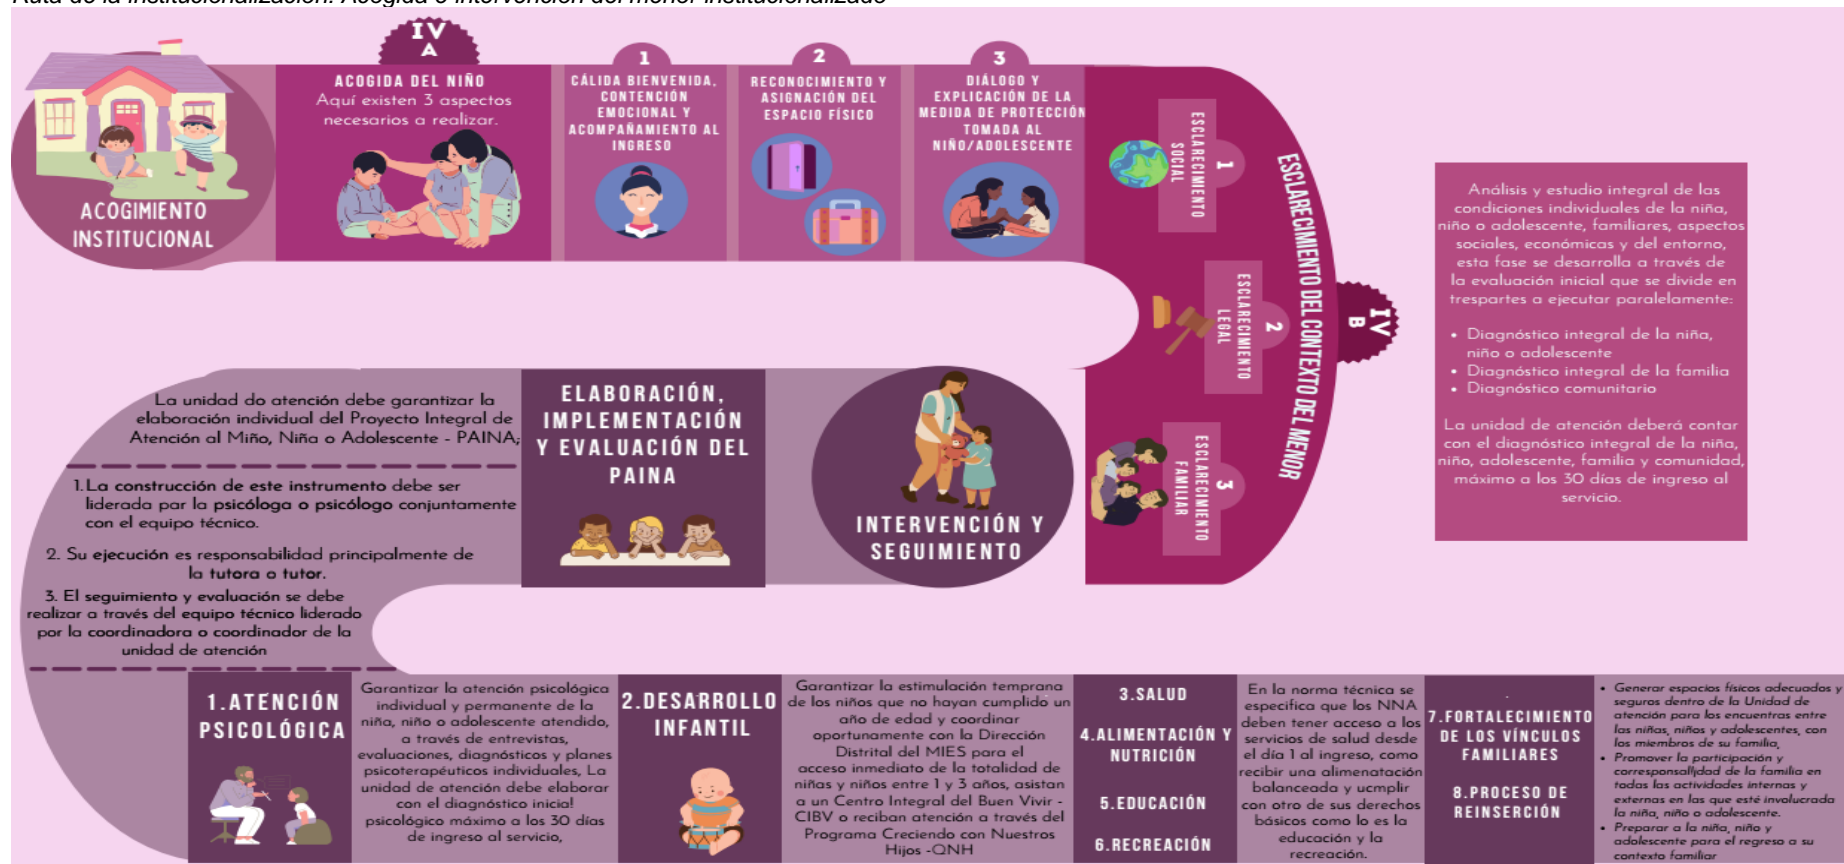 Ruta de la institucionalización: Acogida e intervención del menor institucionalizado
ACOGIMIENTO
INSTITUCIONAL
IV
A
ACOGIDA DEL NIÑO
Aquí existen 3 aspectos
necesarios a realizar.
1
CÁLIDA BIENVENIDA,
CONTENCIÓN
EMOCIONAL Y
ACOMPAÑAMIENTO AL
INGRESO
2
RECONOCIMIENTO Y
ASIGNACIÓN DEL
ESPACIO FÍSICO
3
DIÁLOGO Y
EXPLICACIÓN DE LA
MEDIDA DE PROTECCIÓN
TOMADA AL
NIÑO/ADOLESCENTE
IV
B
ESCLARECIMIENTO DEL CONTEXTO DEL MENOR
1
ESCLARECIMIENTO
SOCIAL
2
ESCLARECIMIENTO
LEGAL
3
ESCLARECIMIENTO
FAMILIAR
Análisis y estudio integral de las
condiciones individuales de la niña,
niño o adolescente, familiares, aspectos
sociales, económicas y del entorno,
esta fase se desarrolla a través de
la evaluación inicial que se divide en
trespartes a ejecutar paralelamente:
• Diagnóstico integral de la niña,
niño o adolescente
• Diagnóstico integral de la familia
• Diagnóstico comunitario
La unidad de atención deberá contar
con el diagnóstico integral de la niña,
niño, adolescente, familia y comunidad,
máximo a los 30 días de ingreso al
servicio.
INTERVENCIÓN Y
SEGUIMIENTO
ELABORACIÓN,
IMPLEMENTACIÓN
Y EVALUACIÓN DEL
PAINA
La unidad do atención debe garantizar la
elaboración individual del Proyecto Integral de
Atención al Miño, Niña o Adolescente - PAINA;
1. La construcción de este instrumento debe ser
liderada par la psicóloga o psicólogo conjuntamente
con el equipo técnico.
2. Su ejecución es responsabilidad principalmente de
la tutora o tutor.
3. El seguimiento y evaluación se debe
realizar a través del equipo técnico liderado
por la coordinadora o coordinador de la
unidad de atención
1.ATENCIÓN
PSICOLÓGICA
Garantizar la atención psicológica
individual y permanente de la
niña, niño o adolescente atendido,
a través de entrevistas,
evaluaciones, diagnósticos y planes
psicoterapéuticos individuales, La
unidad de atención debe elaborar
con el diagnóstico inicia!
psicológico máximo a los 30 días
de ingreso al servicio,
2.DESARROLLO
INFANTIL
Garantizar la estimulación temprana
de los niños que no hayan cumplido un
año de edad y coordinar
oportunamente con la Dirección
Distrital del MIES para el
acceso inmediato de la totalidad de
niñas y niños entre 1 y 3 años, asistan
a un Centro Integral del Buen Vivir -
CIBV o reciban atención a través del
Programa Creciendo con Nuestros
Hijos -QNH
3.SALUD
4.ALIMENTACIÓN Y
NUTRICIÓN
5.EDUCACIÓN
6.RECREACIÓN
En la norma técnica se
especifica que los NNA
deben tener acceso a los
servicios de salud desde
el día 1 al ingreso, como
recibir una alimenatación
balanceada y ucmplir
con otro de sus derechos
básicos como lo es la
educación y la
recreación.
7.FORTALECIMIENTO
DE LOS VÍNCULOS
FAMILIARES
8.PROCESO DE
REINSERCIÓN
• Generar espacios físicos adecuados y
seguros dentro de la Unidad de
atención para los encuentras entre
las niñas, niños y adolescentes, con
los miembros de su familia,
• Promover la participación y
corresponsalljdad de la familia en
todas las actividades internas y
externas en las que esté involucrada
la niña, niño o adolescente.
• Preparar a la niña, niño y
adolescente para el regreso a su
contexto familiar